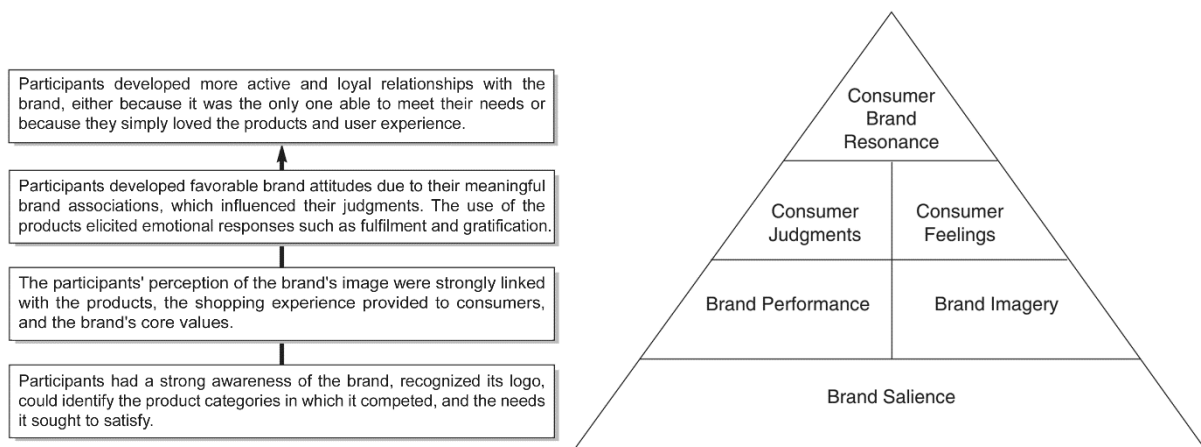 Participants developed more active and loyal relationships with the
brand, either because it was the only one able to meet their needs or
because they simply loved the products and user experience.
Participants developed favorable brand attitudes due to their meaningful
brand associations, which influenced their judgments. The use of the
products elicited emotional responses such as fulfilment and gratification.
The participants' perception of the brand's image were strongly linked
with the products, the shopping experience provided to consumers,
and the brand's core values.
Participants had a strong awareness of the brand, recognized its logo,
could identify the product categories in which it competed, and the needs
it sought to satisfy.
Consumer
Brand
Resonance
Consumer
Judgments
Consumer
Feelings
Brand Performance
Brand Imagery
Brand Salience